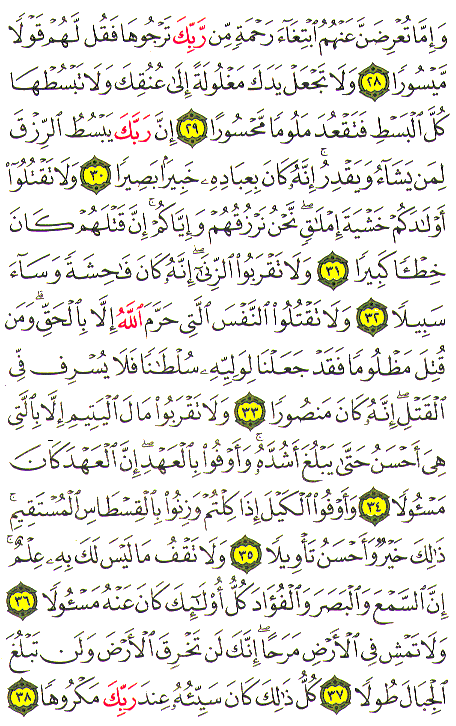 وَإِمَّا تُعْرِضَنَّ عَنْهُمُ ٱبْتِغَآءَ رَحْمَةٍ مِّن رَّبِّكَ تَرْجُوهَا فَقُل لَّهُمْ قَوْلًا
مَّيْسُورًا ٢٨ وَلَا تَجْعَلْ يَدَكَ مَغْلُولَةً إِلَىٰ عُنُقِكَ وَلَا تَبْسُطْهَا
كُلَّ ٱلْبَسْطِ فَتَقْعُدَ مَلُومًا مَّحْسُورًا ٢٩ إِنَّ رَبَّكَ يَبْسُطُ ٱلرِّزْقَ
لِمَن يَشَآءُ وَيَقْدِرُ ۚ إِنَّهُۥ كَانَ بِعِبَادِهِۦ خَبِيرًۢا بَصِيرًا ٣٠ وَلَا تَقْتُلُوٓا۟
أَوْلَـٰدَكُمْ خَشْيَةَ إِمْلَـٰقٍ ۖ نَّحْنُ نَرْزُقُهُمْ وَإِيَّاكُمْ ۚ إِنَّ قَتْلَهُمْ كَانَ
خِطْـًٔا كَبِيرًا ٣١ وَلَا تَقْرَبُوا۟ ٱلزِّنَىٰٓ ۖ إِنَّهُۥ كَانَ فَـٰحِشَةً وَسَآءَ
سَبِيلًا ٣٢ وَلَا تَقْتُلُوا۟ ٱلنَّفْسَ ٱلَّتِى حَرَّمَ ٱللَّهُ إِلَّا بِٱلْحَقِّ ۗ وَمَن
قُتِلَ مَظْلُومًا فَقَدْ جَعَلْنَا لِوَلِيِّهِۦ سُلْطَـٰنًا فَلَا يُسْرِف فِّى
ٱلْقَتْلِ ۖ إِنَّهُۥ كَانَ مَنصُورًا ٣٣ وَلَا تَقْرَبُوا۟ مَالَ ٱلْيَتِيمِ إِلَّا بِٱلَّتِى
هِىَ أَحْسَنُ حَتَّىٰ يَبْلُغَ أَشُدَّهُۥ ۚ وَأَوْفُوا۟ بِٱلْعَهْدِ ۖ إِنَّ ٱلْعَهْدَ كَانَ
مَسْـُٔولًا ٣٤ وَأَوْفُوا۟ ٱلْكَيْلَ إِذَا كِلْتُمْ وَزِنُوا۟ بِٱلْقِسْطَاسِ ٱلْمُسْتَقِيمِ ۚ
ذَٰلِكَ خَيْرٌ وَأَحْسَنُ تَأْوِيلًا ٣٥ وَلَا تَقْفُ مَا لَيْسَ لَكَ بِهِۦ عِلْمٌ ۚ
إِنَّ ٱلسَّمْعَ وَٱلْبَصَرَ وَٱلْفُؤَادَ كُلُّ أُو۟لَـٰٓئِكَ كَانَ عَنْهُ مَسْـُٔولًا ٣٦
وَلَا تَمْشِ فِى ٱلْأَرْضِ مَرَحًا ۖ إِنَّكَ لَن تَخْرِقَ ٱلْأَرْضَ وَلَن تَبْلُغَ
ٱلْجِبَالَ طُولًا ٣٧ كُلُّ ذَٰلِكَ كَانَ سَيِّئُهُۥ عِندَ رَبِّكَ مَكْرُوهًا ٣٨